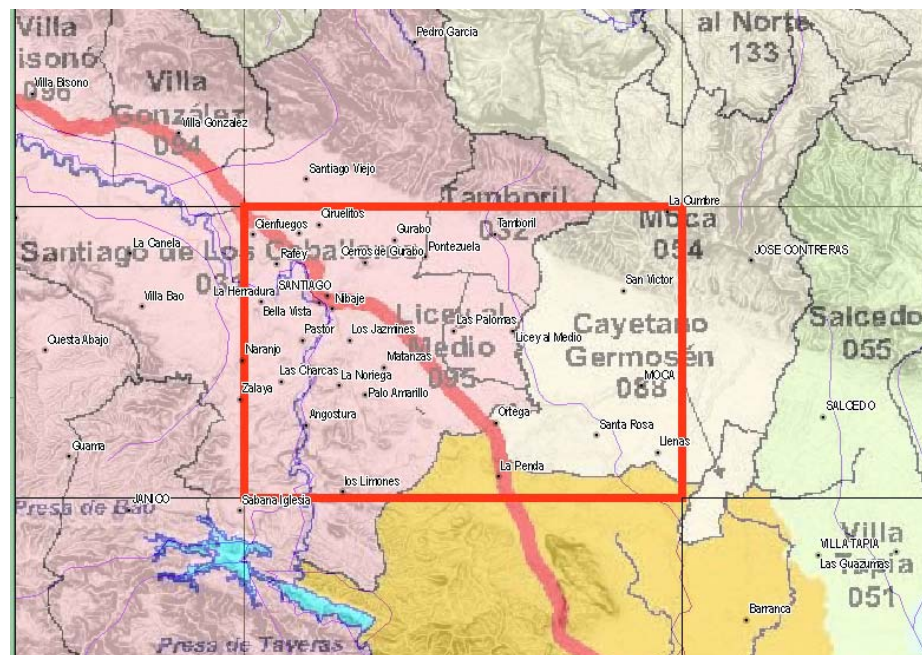 Villa
Bisonó
096
Villa Bisono
Villa
González
094
Villa Gonzalez
Pedro Garcia
al Norte
133
Santiago Viejo
Tamboril
032
Tamboril
La Cumbre
Moca
054
JOSE CONTRERAS
Cienfuegos
Ciruelitos
Gurabo
Pontezuela
Cerros de Gurabo
Rafey
La Canela
Santiago de Los Caballeros
San Victor
La Herradura
SANTIAGO
Nibaje
Bella Vista
Villa Bao
Licey al
Medio
095
Las Palomas
Licey al Medio
Cayetano
Germosén
088
MOCA
Salcedo
055
SALCEDO
Pastor
Los Jazmines
Matanzas
Questa Abajo
Naranjo
Las Charcas
La Noriega
Zalaya
Palo Amarillo
Angostura
Ortega
Santa Rosa
Llenas
Guama
La Penda
los Limones
JANICO
Sabana Iglesia
Presa de Bao
Villa
Tapia
051
VILLA TAPIA
Las Guazumas
Barranca
Presa de Taveras